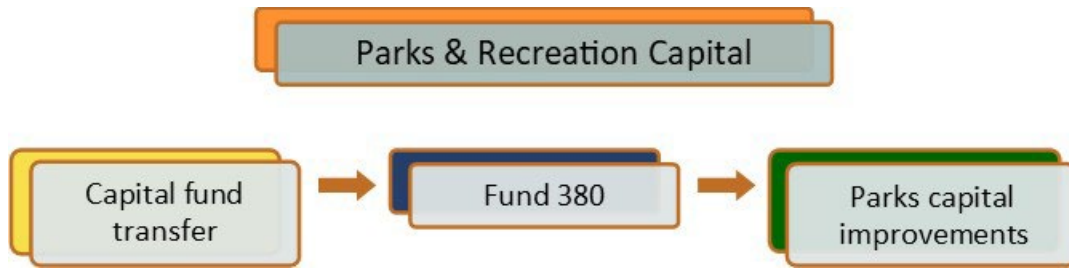 Parks & Recreation Capital
Capital fund
transfer
Fund 380
Parks capital
improvements